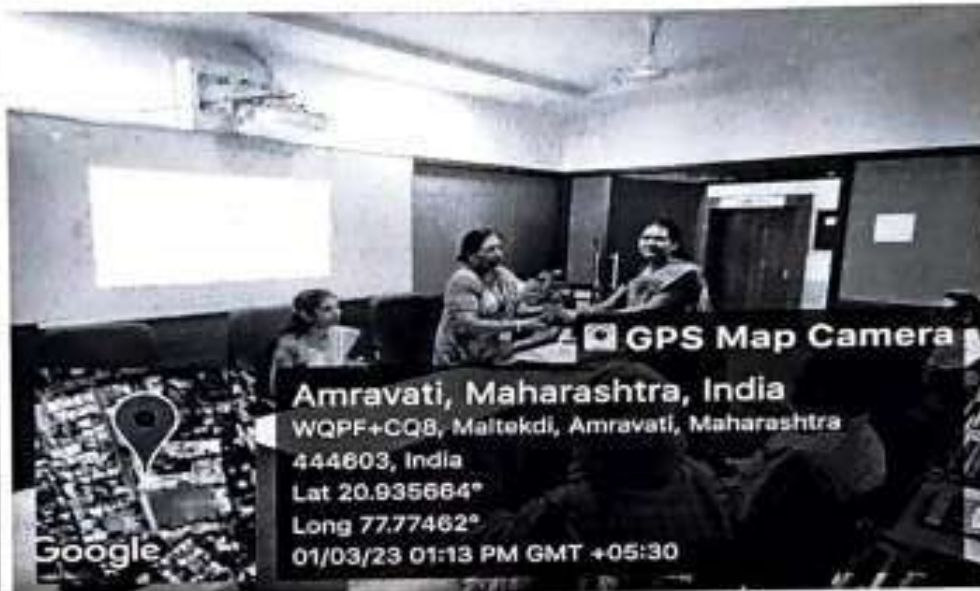 GPS Map Camera
Amravati, Maharashtra, India
WQPF+CQ8, Maltekdi, Amravati, Maharashtra
444603, India
Lat 20.935664°
Long 77.77462°
01/03/23 01:13 PM GMT +05:30
Google